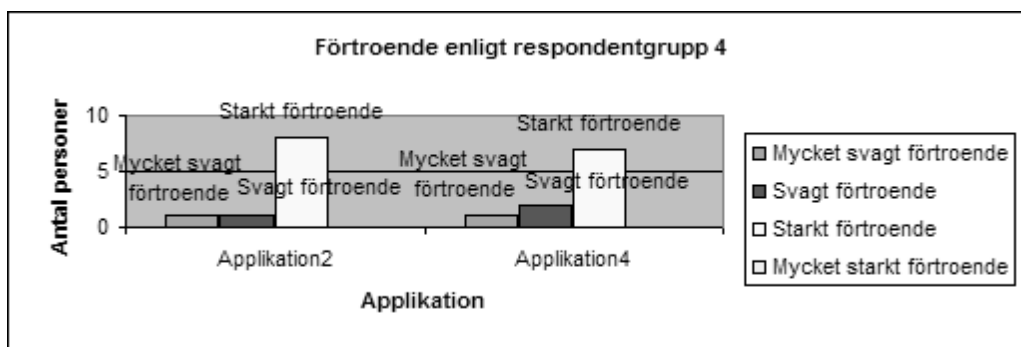 Förtroende enligt respondentgrupp 4
Antal personer
10
5
0
Starkt förtroende
Mycket svagt
förtroende
Svagt förtroende
Starkt förtroende
Mycket svagt
förtroende
Svagt förtroende
Applikation2
Applikation4
Applikation
Mycket svagt förtroende
Svagt förtroende
Starkt förtroende
Mycket starkt förtroende